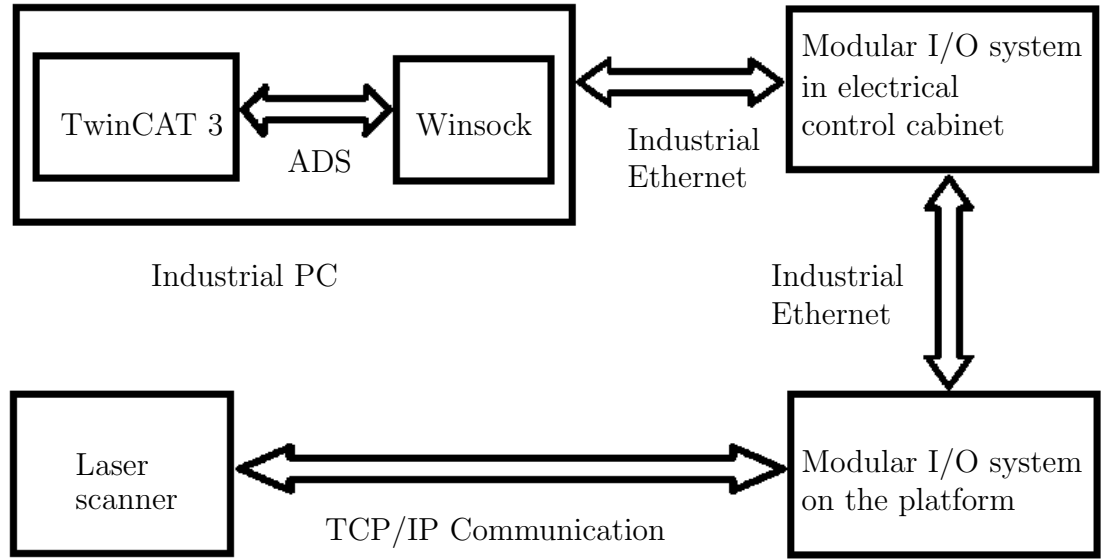 TwinCAT 3
ADS
Winsock
Industrial
Ethernet
Modular I/O system
in electrical
control cabinet
Industrial PC
Industrial
Ethernet
Laser
scanner
TCP/IP Communication
Modular I/O system
on the platform